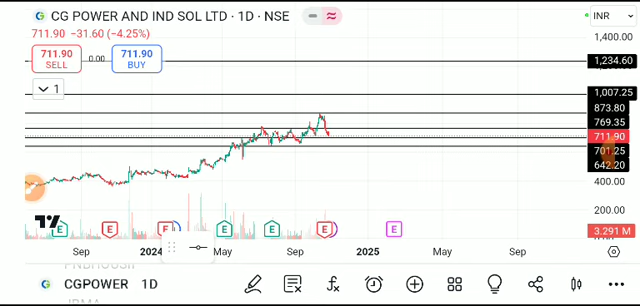 CG POWER AND IND SOL LTD · 1D · NSE
INR
711.90 −31.60 (−4.25%)
711.90
SELL
0.00
711.90
BUY
1
1,400.00
1,234.60
1,007.25
873.80
769.35
711.90
701.25
642.20
400.00
200.00
3.291 M
E E E E E E E
Sep 2024 May Sep 2025 May Sep
CGPOWER 1D